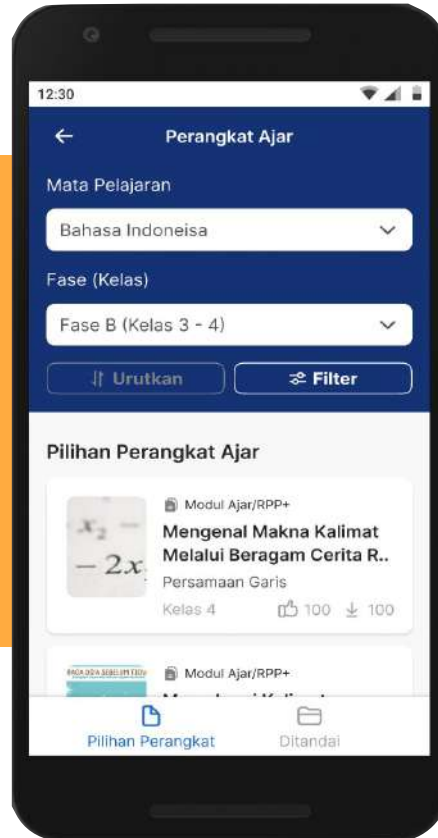 12:30
Perangkat Ajar
Mata Pelajaran
Bahasa Indoneisa
Fase (Kelas)
Fase B (Kelas 3 - 4)
Urutkan
Filter
Pilihan Perangkat Ajar
Modul Ajar/RPP+
Mengenal Makna Kalimat
Melalui Beragam Cerita R..
Persamaan Garis
Kelas 4 100 100
x2 —
— 2x
Modul Ajar/RPP+
Pilihan Perangkat
Ditandai